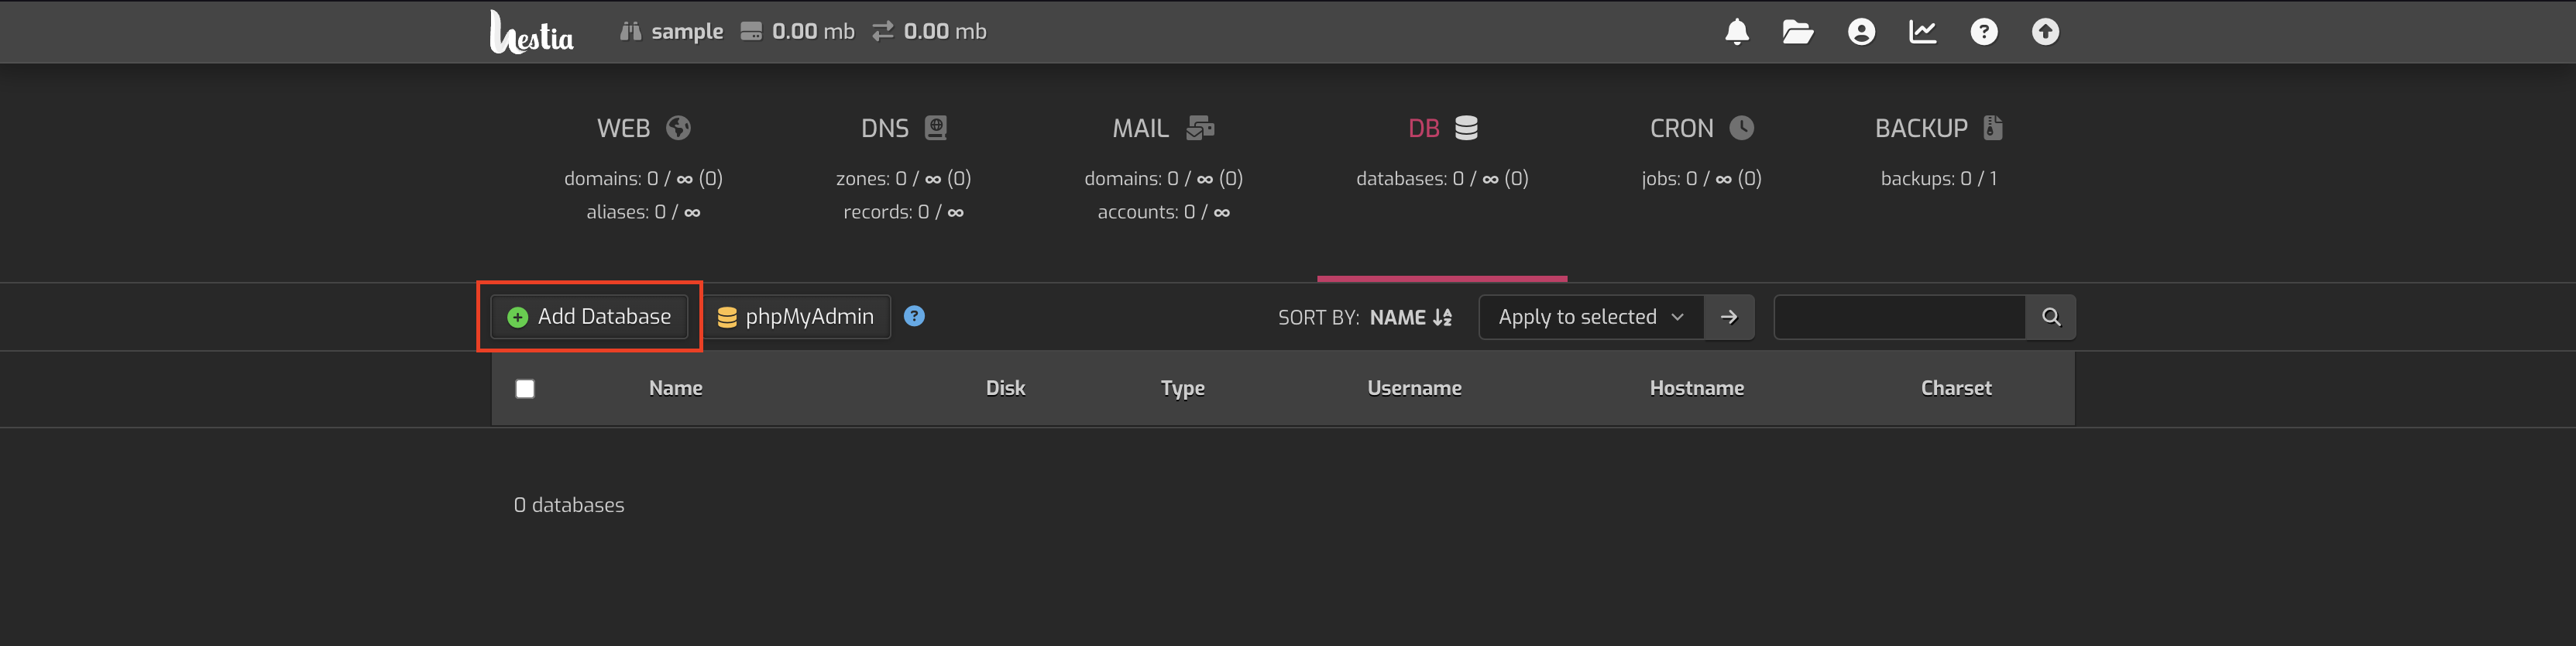 Hestia sample 0.00 mb 0.00 mb
WEB DNS MAIL DB CRON BACKUP
domains: 0 / ∞ (0) zones: 0 / ∞ (0) domains: 0 / ∞ (0) databases: 0 / ∞ (0) jobs: 0 / ∞ (0) backups: 0 / 1
aliases: 0 / ∞ records: 0 / ∞ accounts: 0 / ∞
Add Database phpMyAdmin ? SORT BY: NAME Apply to selected
Name Disk Type Username Hostname Charset
0 databases